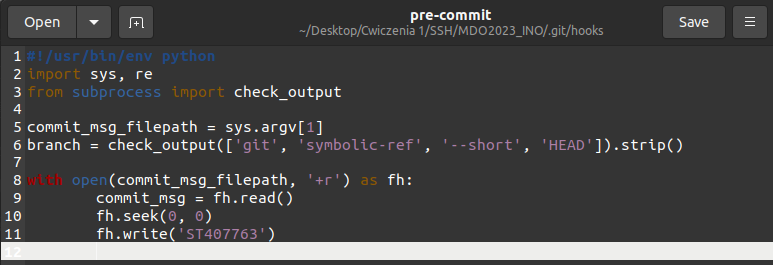 Open pre-commit Save
~/Desktop/Cwiczenia 1/SSH/MDO2023_INO/.git/hooks
1 #!/usr/bin/env python
2 import sys, re
3 from subprocess import check_output
4
5 commit_msg_filepath = sys.argv[1]
6 branch = check_output(['git', 'symbolic-ref', '--short', 'HEAD']).strip()
7
8 with open(commit_msg_filepath, '+r') as fh:
9         commit_msg = fh.read()
10         fh.seek(0, 0)
11         fh.write('ST407763')
12